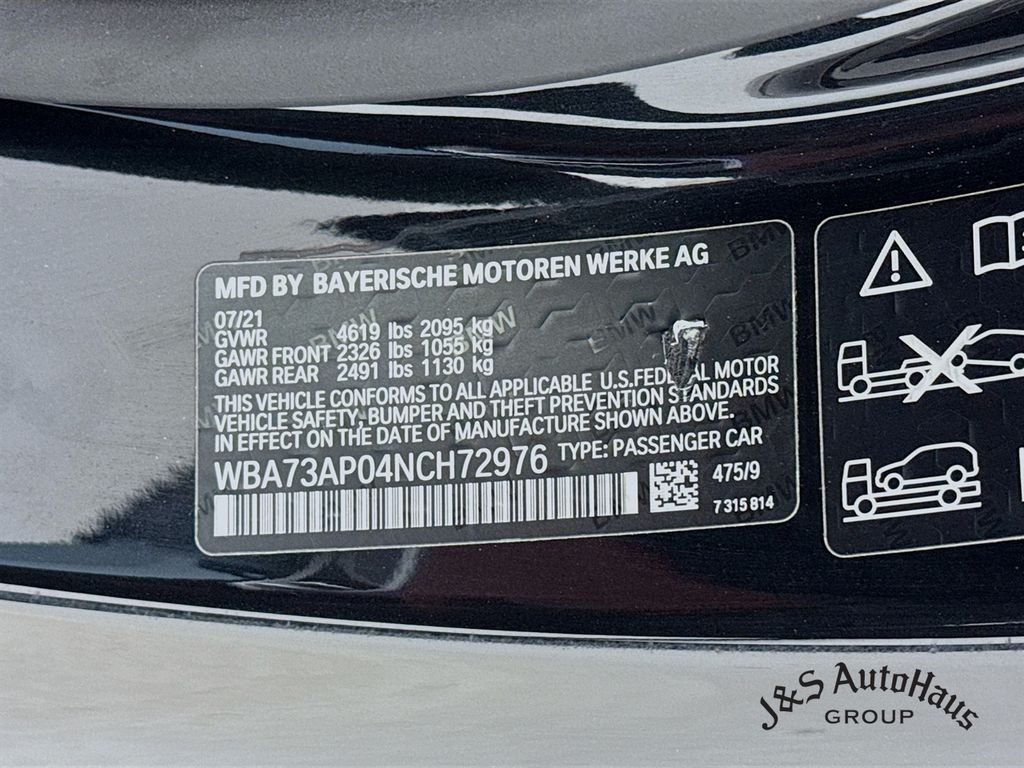 MFD BY BAYERISCHE MOTOREN WERKE AG
07/21
GVWR 4619 lbs 2095 kg
GAWR FRONT 2326 lbs 1055 kg
GAWR REAR 2491 lbs 1130 kg
THIS VEHICLE CONFORMS TO ALL APPLICABLE U.S.FEDERAL MOTOR
VEHICLE SAFETY, BUMPER AND THEFT PREVENTION STANDARDS
IN EFFECT ON THE DATE OF MANUFACTURE SHOWN ABOVE.
WBA73AP04NCH72976 TYPE: PASSENGER CAR
475/9
7 315 814
J&S AutoHaus
GROUP